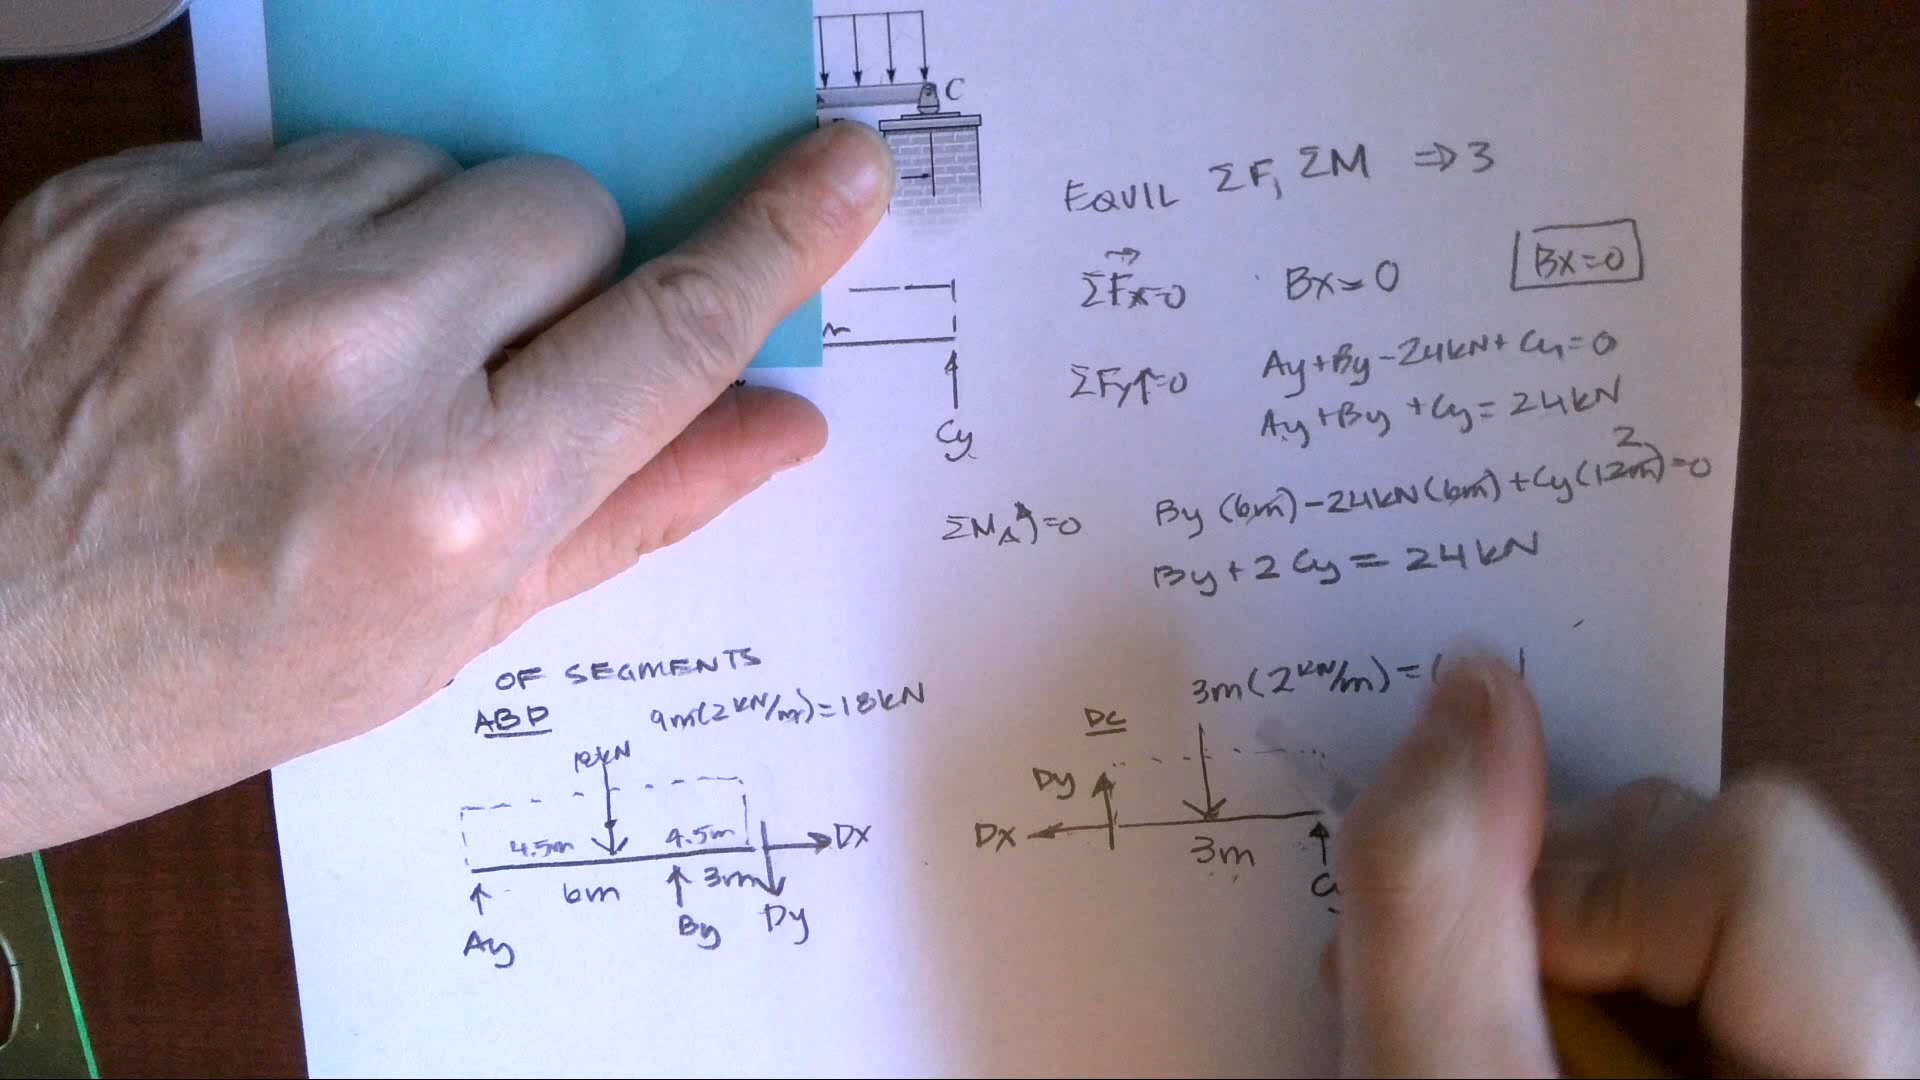 C
EQUIL ΣF, ΣM ⇒ 3
ΣFx=0 Bx=0 Bx=0
ΣFy↑=0 Ay+By-24kN+Cy=0
Ay+By+Cy=24kN
Cy
2
ΣMA=0 By(6m)-24kN(6m)+Cy(12m)=0
By+2Cy=24kN
OF SEGMENTS
ABD 9m(2kN/m)=18kN
18kN
4.5m 4.5m Dx
6m 3m
Ay By Dy
3m(2kN/m)=
DC
Dy
Dx
3m